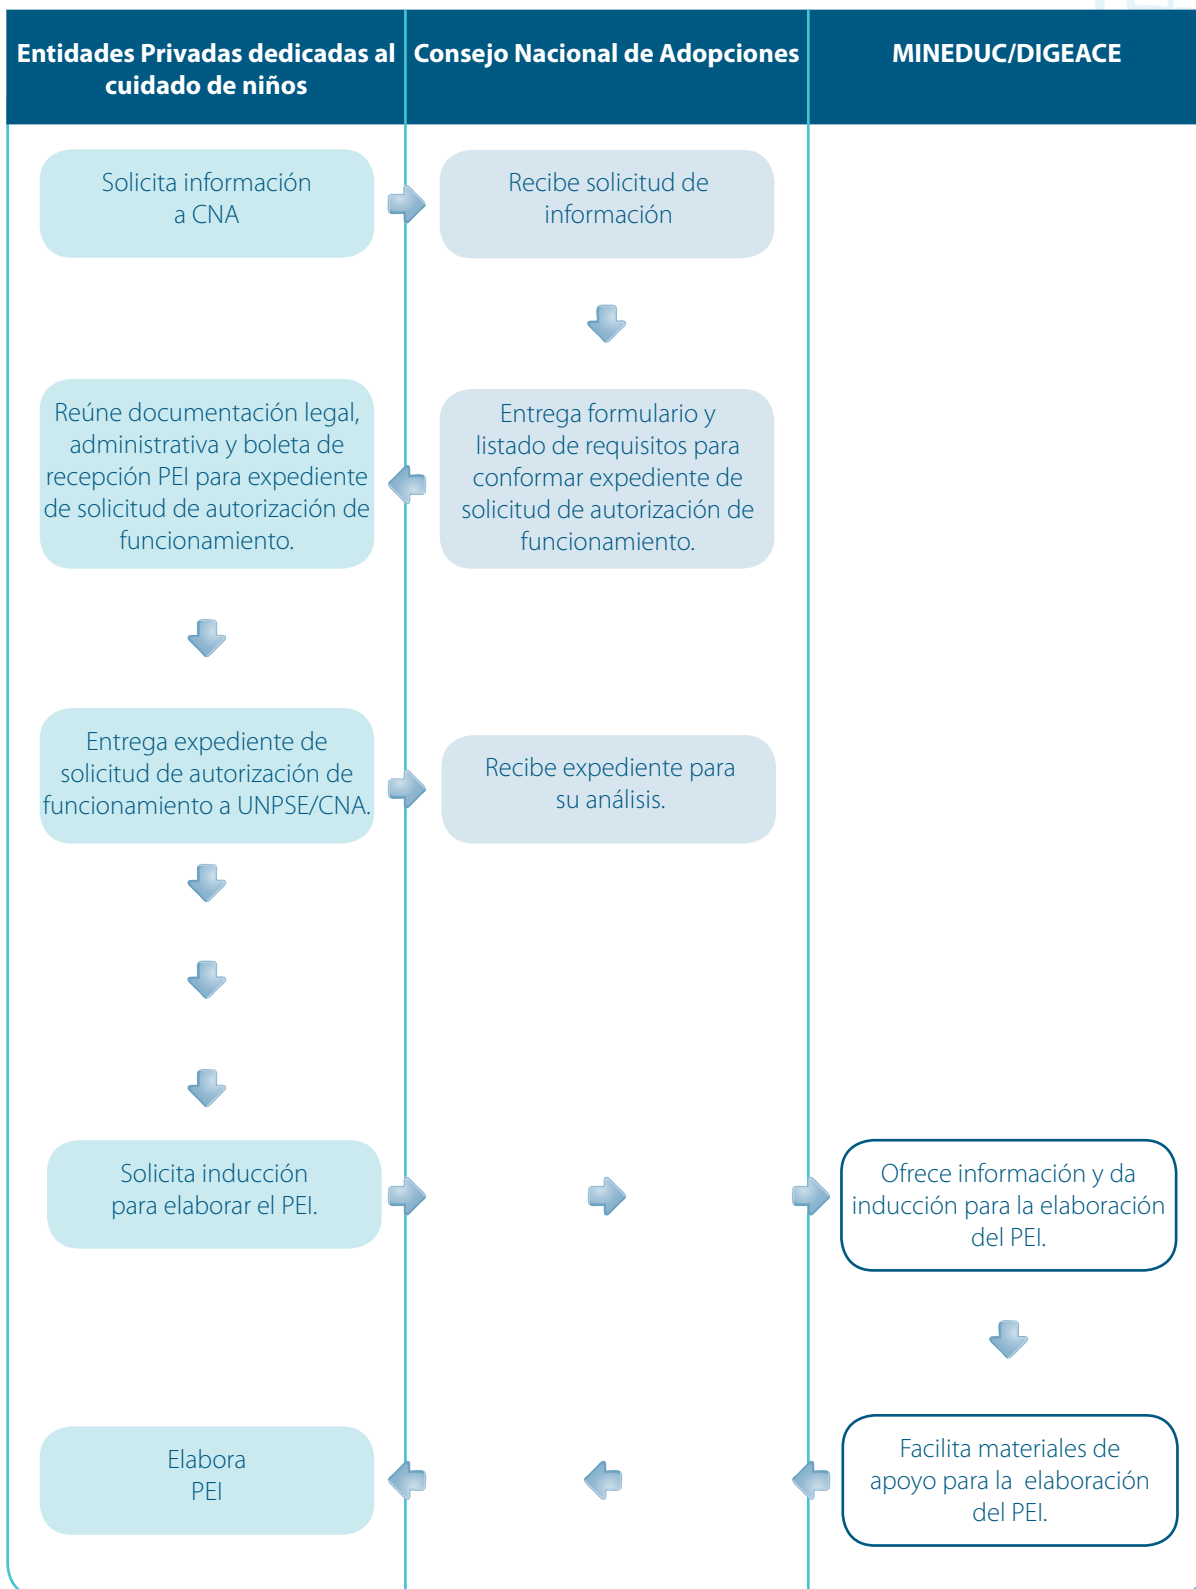 Entidades Privadas dedicadas al
cuidado de niños
Consejo Nacional de Adopciones
MINEDUC/DIGEACE
Solicita información
a CNA
Recibe solicitud de
información
Reúne documentación legal,
administrativa y boleta de
recepción PEI para expediente
de solicitud de autorización de
funcionamiento.
Entrega formulario y
listado de requisitos para
conformar expediente de
solicitud de autorización de
funcionamiento.
Entrega expediente de
solicitud de autorización de
funcionamiento a UNPSE/CNA.
Recibe expediente para
su análisis.
Solicita inducción
para elaborar el PEI.
Ofrece información y da
inducción para la elaboración
del PEI.
Elabora
PEI
Facilita materiales de
apoyo para la elaboración
del PEI.